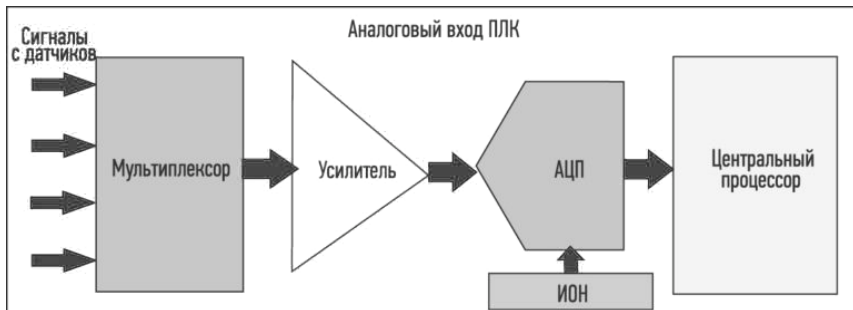 Аналоговый вход ПЛК
Сигналы
с датчиков
Мультиплексор
Усилитель
АЦП
Центральный
процессор
ИОН